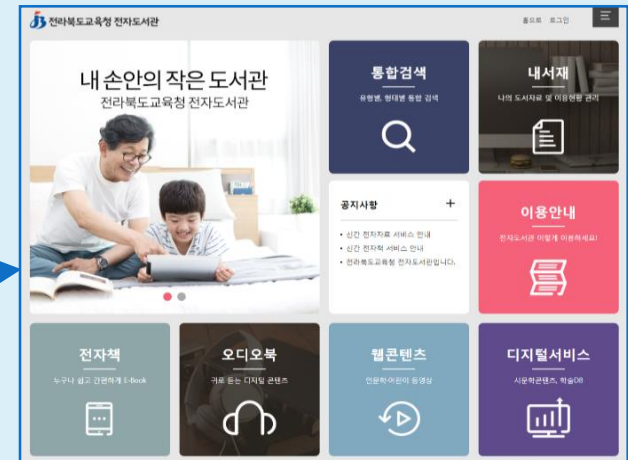 전라북도교육청 전자도서관
홈으로 로그인
내 손안의 작은 도서관
전라북도교육청 전자도서관
통합검색
유형별, 형태별 통합 검색
내서재
나의 도서자료 및 이용현황 관리
공지사항 +
• 신간 전자자료 서비스 안내
• 신간 전자책 서비스 안내
• 전라북도교육청 전자도서관입니다.
이용안내
전자도서관 이렇게 이용하세요!
전자책
누구나 쉽고 간편하게 E-Book
오디오북
귀로 듣는 디지털 콘텐츠
웹콘텐츠
인문학·어린이 동영상
디지털서비스
신문학콘텐츠, 학술DB